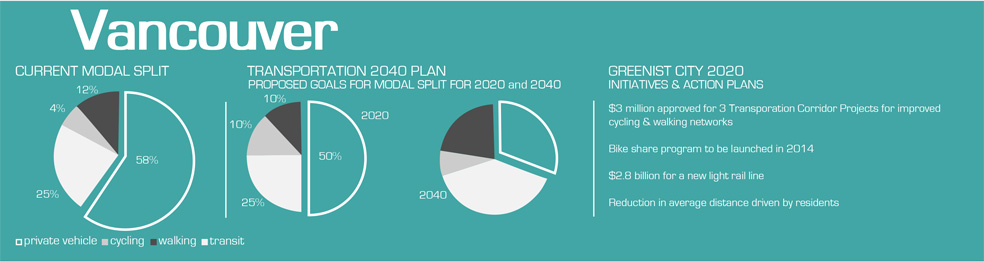 Vancouver
CURRENT MODAL SPLIT
12%
4%
58%
25%
private vehicle cycling walking transit
TRANSPORTATION 2040 PLAN
PROPOSED GOALS FOR MODAL SPLIT FOR 2020 and 2040
10%
2020
10%
50%
25%
2040
GREENIST CITY 2020
INITIATIVES & ACTION PLANS
$3 million approved for 3 Transporation Corridor Projects for improved
cycling & walking networks
Bike share program to be launched in 2014
$2.8 billion for a new light rail line
Reduction in average distance driven by residents